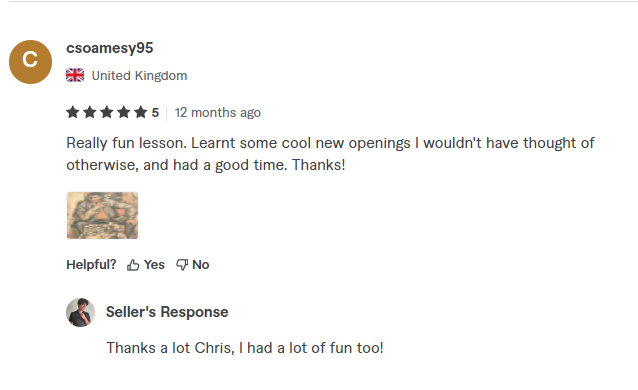 C
csoamesy95
United Kingdom
5 12 months ago
Really fun lesson. Learnt some cool new openings I wouldn't have thought of
otherwise, and had a good time. Thanks!
Helpful? Yes No
Seller's Response
Thanks a lot Chris, I had a lot of fun too!